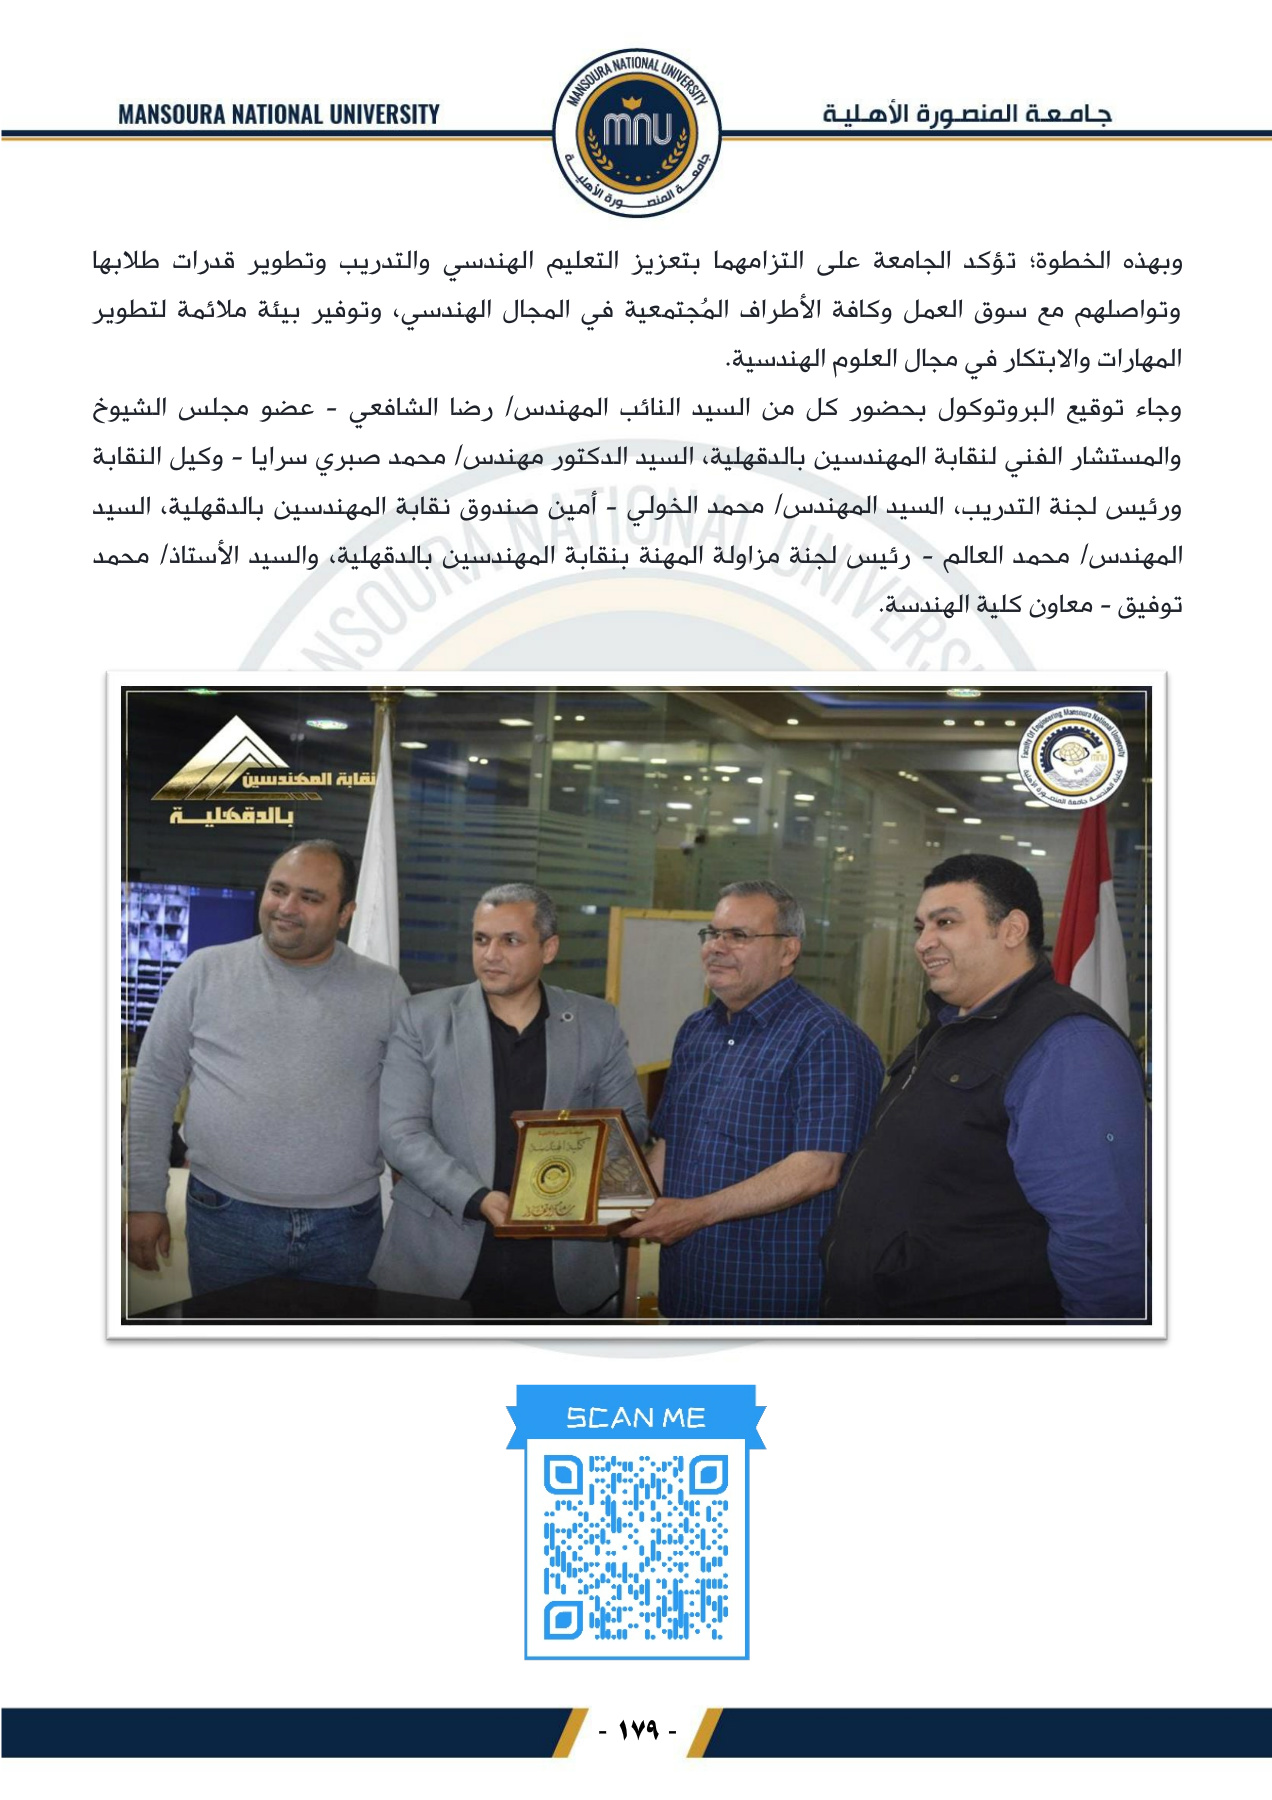 MANSOURA NATIONAL UNIVERSITY
جامعة المنصورة الأهلية
MANSOURA NATIONAL UNIVERSITY
mnu
جامعة المنصورة الأهلية
وبهذه الخطوة؛ تؤكد الجامعة على التزامهما بتعزيز التعليم الهندسي والتدريب وتطوير قدرات طلابها
وتواصلهم مع سوق العمل وكافة الأطراف المُجتمعية في المجال الهندسي، وتوفير بيئة ملائمة لتطوير
المهارات والابتكار في مجال العلوم الهندسية.
وجاء توقيع البروتوكول بحضور كل من السيد النائب المهندس/ رضا الشافعي - عضو مجلس الشيوخ
والمستشار الفني لنقابة المهندسين بالدقهلية، السيد الدكتور مهندس/ محمد صبري سرايا - وكيل النقابة
ورئيس لجنة التدريب، السيد المهندس/ محمد الخولي - أمين صندوق نقابة المهندسين بالدقهلية، السيد
المهندس/ محمد العالم - رئيس لجنة مزاولة المهنة بنقابة المهندسين بالدقهلية، والسيد الأستاذ/ محمد
توفيق - معاون كلية الهندسة.
نقابة المهندسين
بالدقهلية
Faculty Of Engineering Mansoura National University
كلية الهندسة جامعة المنصورة الأهلية
كلية الهندسة
SCAN ME
- ١٧٩ -